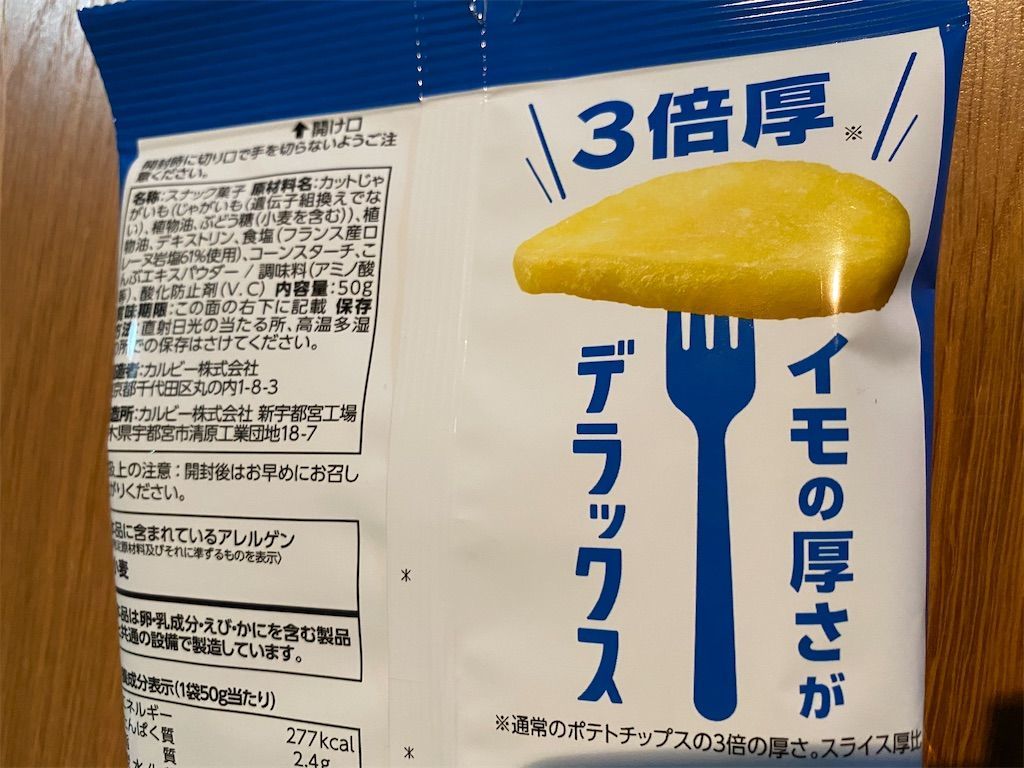 開け口
開封時に切り口で手を切らないようご注
意ください。
名称:スナック菓子 原材料名:カットじゃ
がいも(じゃがいも(遺伝子組換えでな
い)、植物油、ぶどう糖(小麦を含む))、植
物油、デキストリン、食塩(フランス産ロ
レーヌ岩塩61%使用)、コーンスターチ、こ
んぶエキスパウダー / 調味料(アミノ酸
等)、酸化防止剤(V.C) 内容量:50g
賞味期限:この面の右下に記載 保存
方法:直射日光の当たる所、高温多湿
の所での保存はさけてください。
製造者:カルビー株式会社
京都千代田区丸の内1-8-3
造所:カルビー株式会社 新宇都宮工場
木県宇都宮市清原工業団地18-7
上の注意:開封後はお早めにお召し
がりください。
品に含まれているアレルゲン
原材料及びそれに準ずるものを表示)
小麦
品は卵・乳成分・えび・かにを含む製品
共通の設備で製造しています。
成分表示(1袋50g当たり)
エネルギー 277kcal
たんぱく質 2.4g
質
3倍厚※
イモの厚さが
デラックス
※通常のポテトチップスの3倍の厚さ。スライス厚比
*
*